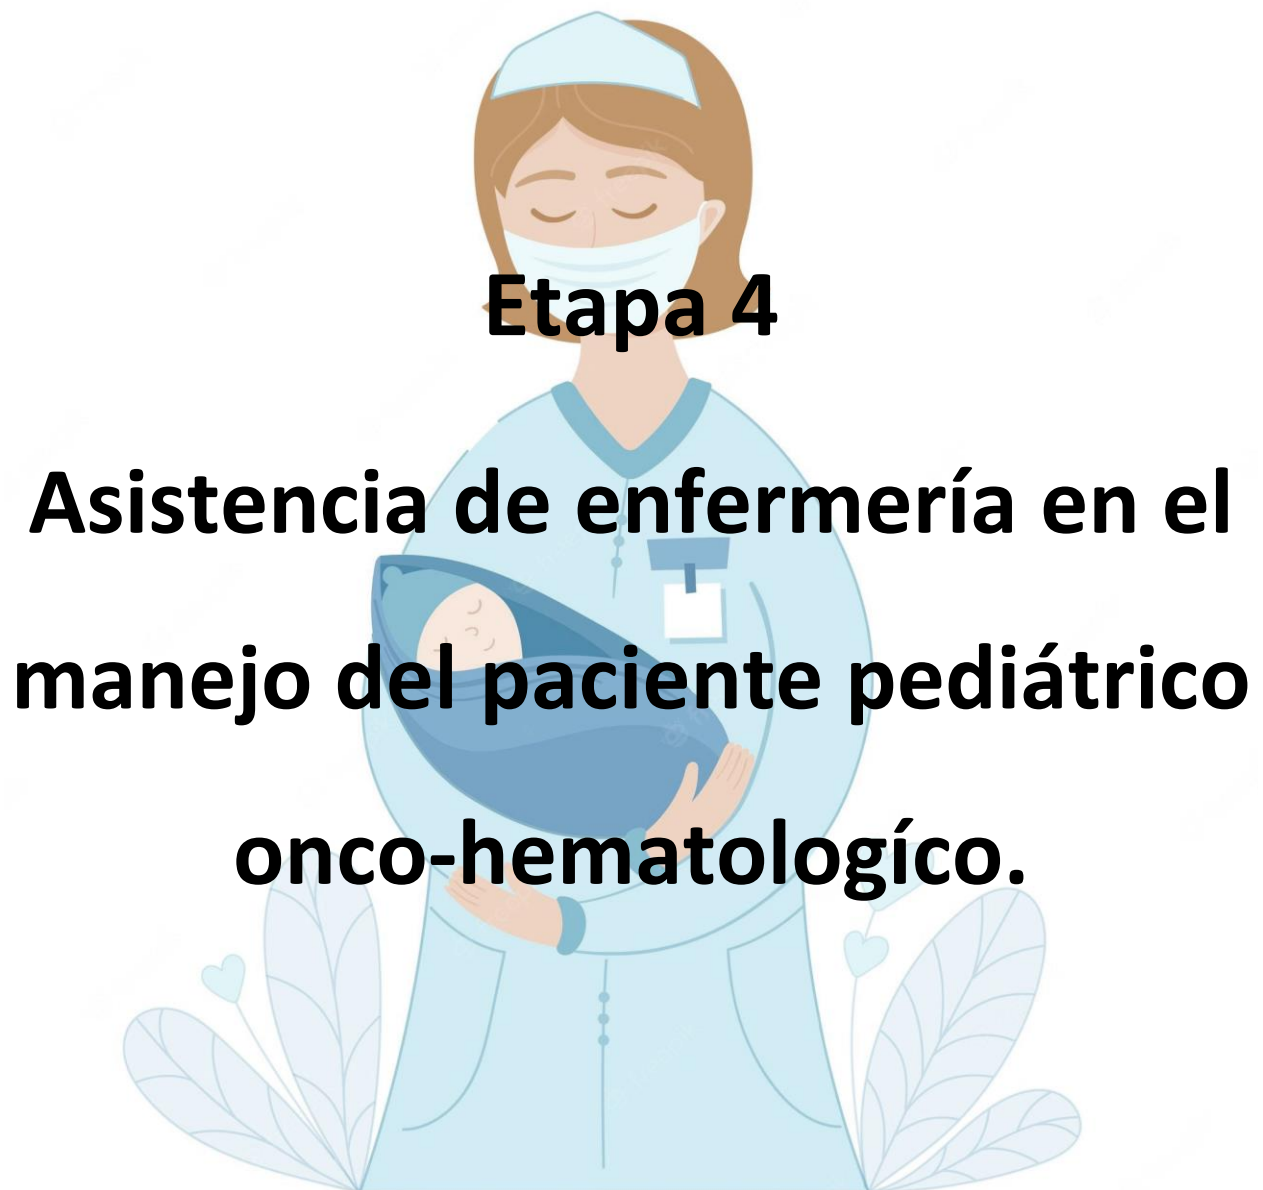 Etapa 4
Asistencia de enfermería en el
manejo del paciente pediátrico
onco-hematologíco.